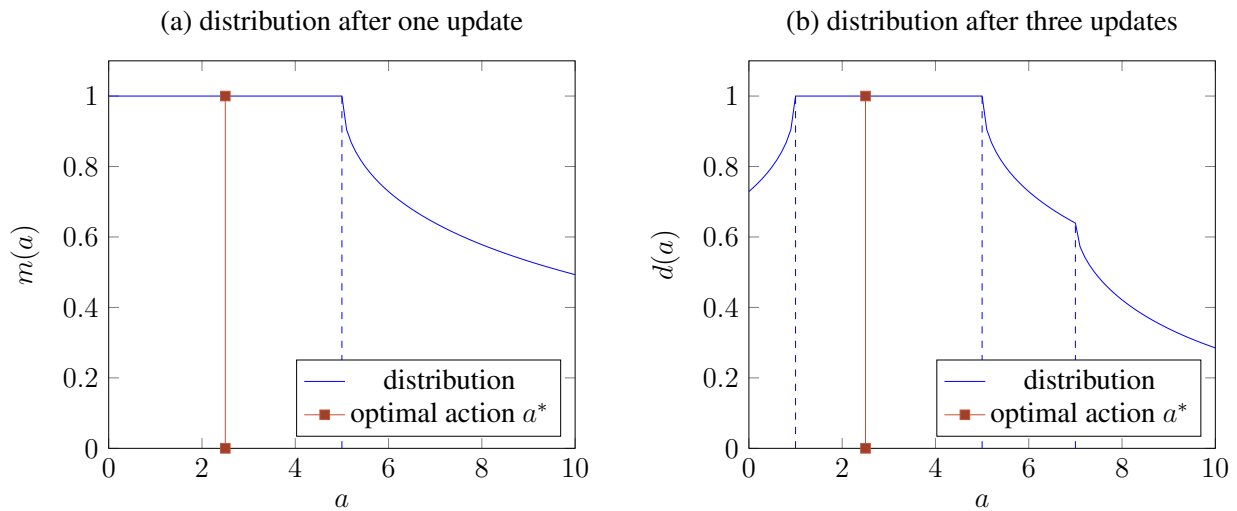 (a) distribution after one update
1
0.8
0.6
0.4
0.2
0
m(a)
0 2 4 6 8 10
a
distribution
optimal action a*
(b) distribution after three updates
1
0.8
0.6
0.4
0.2
0
d(a)
0 2 4 6 8 10
a
distribution
optimal action a*